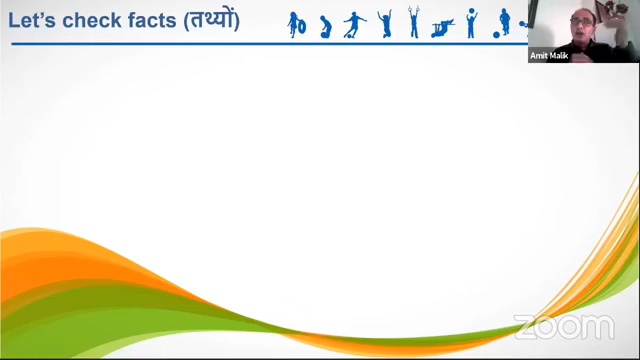 Let's check facts (तथ्यों)
Amit Malik
zoom